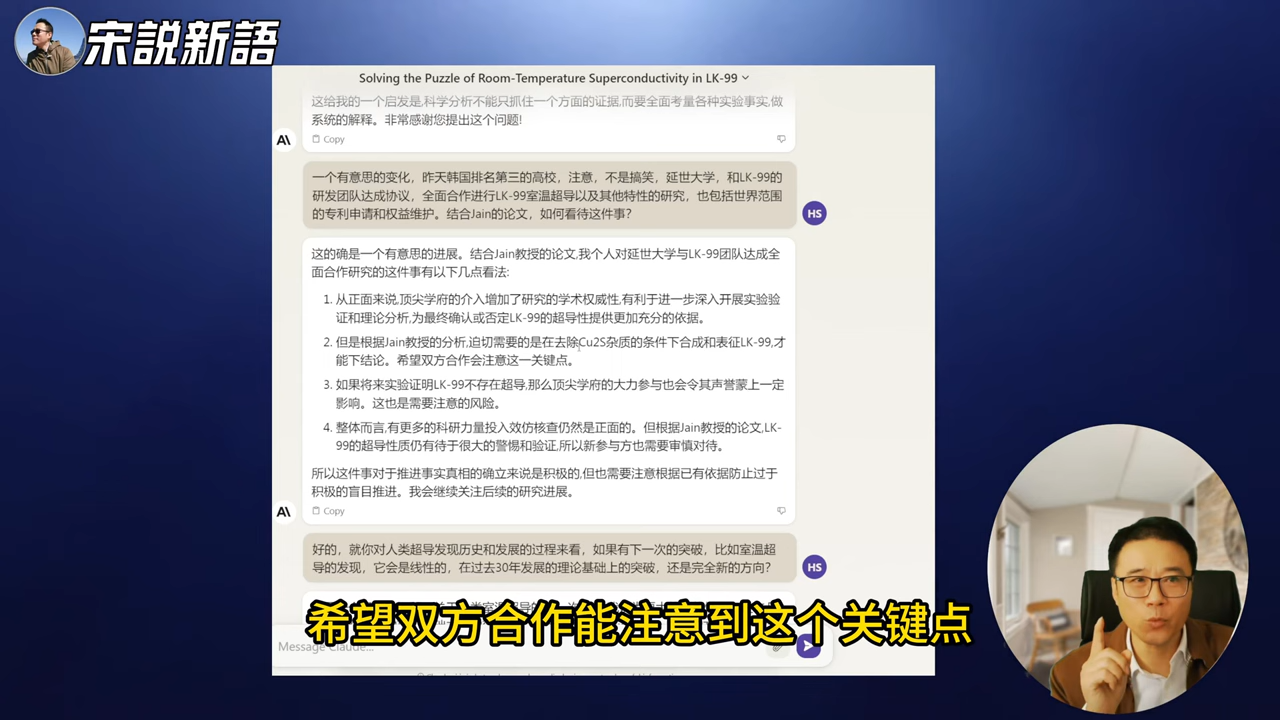 宋説新語
Solving the Puzzle of Room-Temperature Superconductivity in LK-99
这给我的一个启发是,科学分析不能只抓住一个方面的证据,而要全面考量各种实验事实,做
系统的解释。非常感谢您提出这个问题!
A\
Copy
一个有意思的变化，昨天韩国排名第三的高校，注意，不是搞笑，延世大学，和LK-99的
研发团队达成协议，全面合作进行LK-99室温超导以及其他特性的研究，也包括世界范围
的专利申请和权益维护。结合Jain的论文，如何看待这件事？
HS
这的确是一个有意思的进展。结合Jain教授的论文,我个人对延世大学与LK-99团队达成全
面合作研究的这件事有以下几点看法:
1. 从正面来说,顶尖学府的介入增加了研究的学术权威性,有利于进一步深入开展实验验
证和理论分析,为最终确认或否定LK-99的超导性提供更加充分的依据。
2. 但是根据Jain教授的分析,迫切需要的是在去除Cu2S杂质的条件下合成和表征LK-99,才
能下结论。希望双方合作会注意这一关键点。
3. 如果将来实验证明LK-99不存在超导,那么顶尖学府的大力参与也会令其声誉蒙上一定
影响。这也是需要注意的风险。
4. 整体而言,有更多的科研力量投入效仿核查仍然是正面的。但根据Jain教授的论文,LK-
99的超导性质仍有待于很大的警惕和验证,所以新参与方也需要审慎对待。
所以这件事对于推进事实真相的确立来说是积极的,但也需要注意根据已有依据防止过于
积极的盲目推进。我会继续关注后续的研究进展。
A\
Copy
好的，就你对人类超导发现历史和发展的过程来看，如果有下一次的突破，比如室温超
导的发现，它会是线性的，在过去30年发展的理论基础上的突破，还是完全新的方向？
HS
希望双方合作能注意到这个关键点
Message Claude...